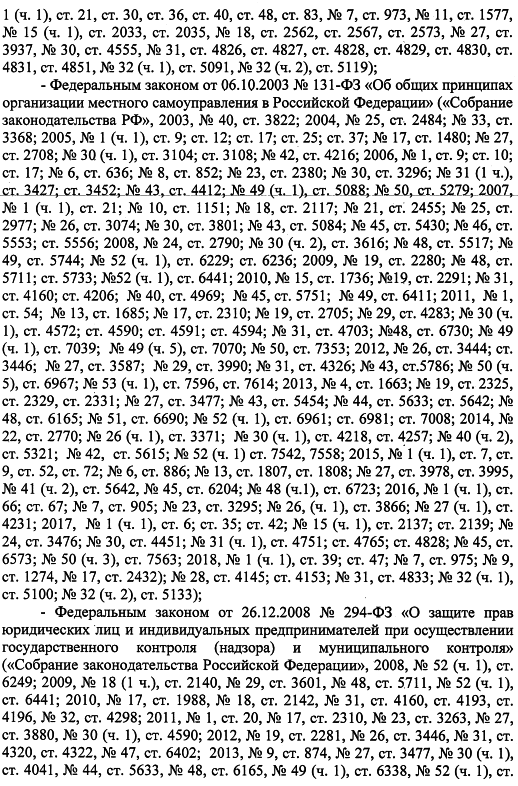 1 (ч. 1), ст. 21, ст. 30, ст. 36, ст. 40, ст. 48, ст. 83, № 7, ст. 973, № 11, ст. 1577,
№ 15 (ч. 1), ст. 2033, ст. 2035, № 18, ст. 2562, ст. 2567, ст. 2573, № 27, ст.
3937, № 30, ст. 4555, № 31, ст. 4826, ст. 4827, ст. 4828, ст. 4829, ст. 4830, ст.
4831, ст. 4851, № 32 (ч. 1), ст. 5091, № 32 (ч. 2), ст. 5119);
- Федеральным законом от 06.10.2003 № 131-ФЗ «Об общих принципах
организации местного самоуправления в Российской Федерации» («Собрание
законодательства РФ», 2003, № 40, ст. 3822; 2004, № 25, ст. 2484; № 33, ст.
3368; 2005, № 1 (ч. 1), ст. 9; ст. 12; ст. 17; ст. 25; ст. 37; № 17, ст. 1480; № 27,
ст. 2708; № 30 (ч. 1), ст. 3104; ст. 3108; № 42, ст. 4216; 2006, № 1, ст. 9; ст. 10;
ст. 17; № 6, ст. 636; № 8, ст. 852; № 23, ст. 2380; № 30, ст. 3296; № 31 (1 ч.),
ст. 3427; ст. 3452; № 43, ст. 4412; № 49 (ч. 1), ст. 5088; № 50, ст. 5279; 2007,
№ 1 (ч. 1), ст. 21; № 10, ст. 1151; № 18, ст. 2117; № 21, ст. 2455; № 25, ст.
2977; № 26, ст. 3074; № 30, ст. 3801; № 43, ст. 5084; № 45, ст. 5430; № 46, ст.
5553; ст. 5556; 2008, № 24, ст. 2790; № 30 (ч. 2), ст. 3616; № 48, ст. 5517; №
49, ст. 5744; № 52 (ч. 1), ст. 6229; ст. 6236; 2009, № 19, ст. 2280; № 48, ст.
5711; ст. 5733; №52 (ч. 1), ст. 6441; 2010, № 15, ст. 1736; №19, ст. 2291; № 31,
ст. 4160; ст. 4206; № 40, ст. 4969; № 45, ст. 5751; № 49, ст. 6411; 2011, № 1,
ст. 54; № 13, ст. 1685; № 17, ст. 2310; № 19, ст. 2705; № 29, ст. 4283; № 30 (ч.
1), ст. 4572; ст. 4590; ст. 4591; ст. 4594; № 31, ст. 4703; №48, ст. 6730; № 49
(ч. 1), ст. 7039; № 49 (ч. 5), ст. 7070; № 50, ст. 7353; 2012, № 26, ст. 3444; ст.
3446; № 27, ст. 3587; № 29, ст. 3990; № 31, ст. 4326; № 43, ст.5786; № 50 (ч.
5), ст. 6967; № 53 (ч. 1), ст. 7596, ст. 7614; 2013, № 4, ст. 1663; № 19, ст. 2325,
ст. 2329, ст. 2331; № 27, ст. 3477; № 43, ст. 5454; № 44, ст. 5633; ст. 5642; №
48, ст. 6165; № 51, ст. 6690; № 52 (ч. 1), ст. 6961; ст. 6981; ст. 7008; 2014, №
22, ст. 2770; № 26 (ч. 1), ст. 3371; № 30 (ч. 1), ст. 4218, ст. 4257; № 40 (ч. 2),
ст. 5321; № 42, ст. 5615; № 52 (ч. 1) ст. 7542, 7558; 2015, № 1 (ч. 1), ст. 7, ст.
9, ст. 52, ст. 72; № 6, ст. 886; № 13, ст. 1807, ст. 1808; № 27, ст. 3978, ст. 3995,
№ 41 (ч. 2), ст. 5642, № 45, ст. 6204; № 48 (ч.1), ст. 6723; 2016, № 1 (ч. 1), ст.
66; ст. 67; № 7, ст. 905; № 23, ст. 3295; № 26, (ч. 1), ст. 3866; № 27 (ч. 1), ст.
4231; 2017, № 1 (ч. 1), ст. 6; ст. 35; ст. 42; № 15 (ч. 1), ст. 2137; ст. 2139; №
24, ст. 3476; № 30, ст. 4451; № 31 (ч. 1), ст. 4751; ст. 4765; ст. 4828; № 45, ст.
6573; № 50 (ч. 3), ст. 7563; 2018, № 1 (ч. 1), ст. 39; ст. 47; № 7, ст. 975; № 9,
ст. 1274, № 17, ст. 2432); № 28, ст. 4145; ст. 4153; № 31, ст. 4833; № 32 (ч. 1),
ст. 5100; № 32 (ч. 2), ст. 5133);
- Федеральным законом от 26.12.2008 № 294-ФЗ «О защите прав
юридических лиц и индивидуальных предпринимателей при осуществлении
государственного контроля (надзора) и муниципального контроля»
(«Собрание законодательства Российской Федерации», 2008, № 52 (ч. 1), ст.
6249; 2009, № 18 (1 ч.), ст. 2140, № 29, ст. 3601, № 48, ст. 5711, № 52 (ч. 1),
ст. 6441; 2010, № 17, ст. 1988, № 18, ст. 2142, № 31, ст. 4160, ст. 4193, ст.
4196, № 32, ст. 4298; 2011, № 1, ст. 20, № 17, ст. 2310, № 23, ст. 3263, № 27,
ст. 3880, № 30 (ч. 1), ст. 4590; 2012, № 19, ст. 2281, № 26, ст. 3446, № 31, ст.
4320, ст. 4322, № 47, ст. 6402; 2013, № 9, ст. 874, № 27, ст. 3477, № 30 (ч. 1),
ст. 4041, № 44, ст. 5633, № 48, ст. 6165, № 49 (ч. 1), ст. 6338, № 52 (ч. 1), ст.